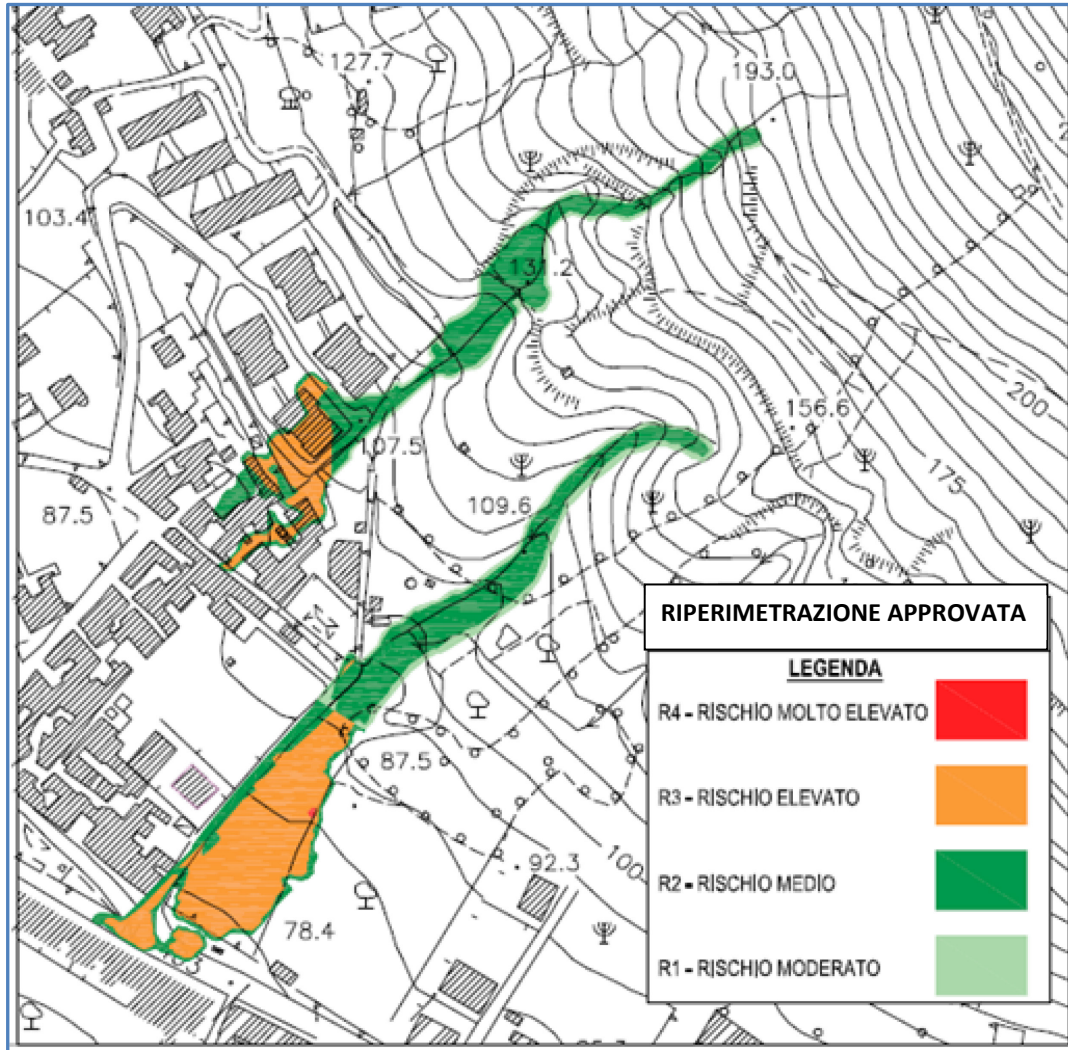 127.7
193.0
103.4
131.2
156.6
200
107.5
175
87.5
109.6
87.5
92.3
100
78.4
RIPERIMETRAZIONE APPROVATA
LEGENDA
R4 - RISCHIO MOLTO ELEVATO
R3 - RISCHIO ELEVATO
R2 - RISCHIO MEDIO
R1 - RISCHIO MODERATO